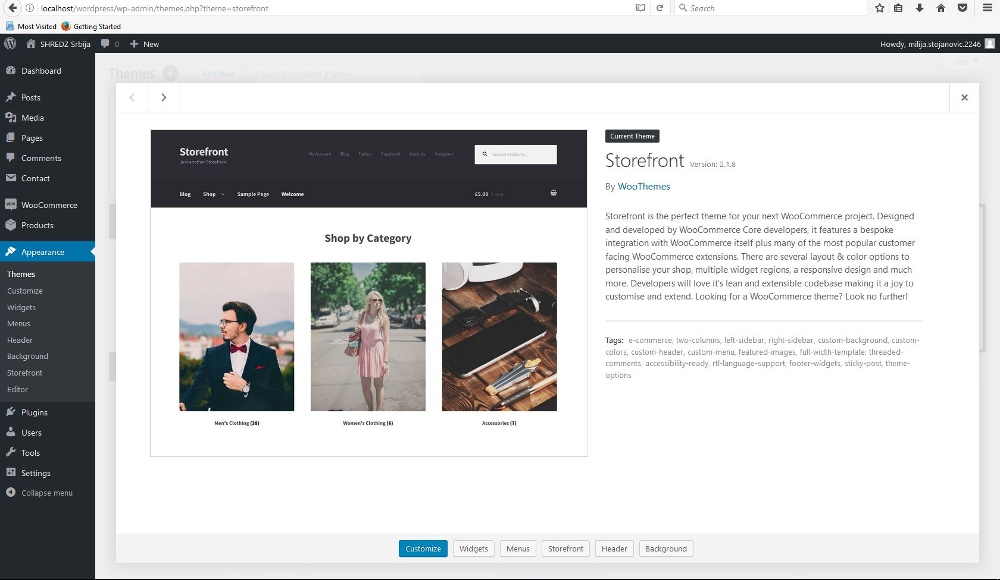 localhost/wordpress/wp-admin/themes.php?theme=storefront
Search
Most Visited
Getting Started
SHREDZ Srbija
0
New
Howdy, milija.stojanovic.2246
Dashboard
Posts
Media
Pages
Comments
Contact
WooCommerce
Products
Appearance
Themes
Customize
Widgets
Menus
Header
Background
Storefront
Editor
Plugins
Users
Tools
Settings
Collapse menu
Themes 4 Add New Search installed themes...
Help
Storefront
Just another Storefront
My Account Blog Twitter Facebook Youtube Instagram
Search Products...
Blog Shop Sample Page Welcome
£5.00 1 item
Shop by Category
Men's Clothing (38)
Women's Clothing (6)
Accessories (7)
Current Theme
Storefront Version: 2.1.8
By WooThemes
Storefront is the perfect theme for your next WooCommerce project. Designed
and developed by WooCommerce Core developers, it features a bespoke
integration with WooCommerce itself plus many of the most popular customer
facing WooCommerce extensions. There are several layout & color options to
personalise your shop, multiple widget regions, a responsive design and much
more. Developers will love it's lean and extensible codebase making it a joy to
customise and extend. Looking for a WooCommerce theme? Look no further!
Tags: e-commerce, two-columns, left-sidebar, right-sidebar, custom-background, custom-
colors, custom-header, custom-menu, featured-images, full-width-template, threaded-
comments, accessibility-ready, rtl-language-support, footer-widgets, sticky-post, theme-
options
Customize
Widgets
Menus
Storefront
Header
Background